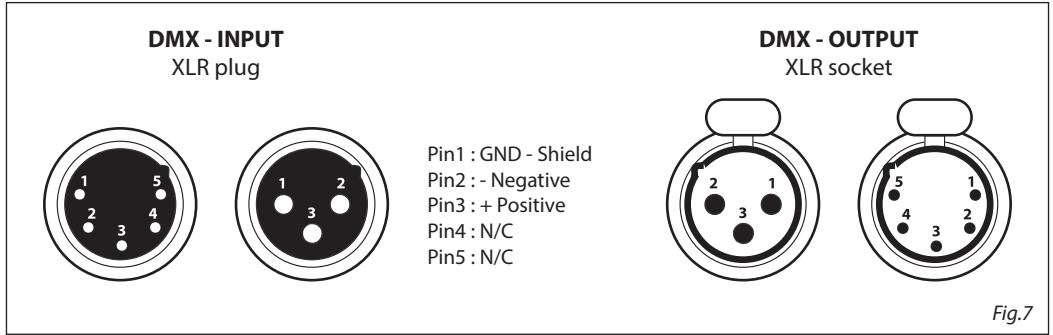 DMX - INPUT
XLR plug
DMX - OUTPUT
XLR socket
1 5
2 4
3
1 2
3
Pin1 : GND - Shield
Pin2 : - Negative
Pin3 : + Positive
Pin4 : N/C
Pin5 : N/C
2 1
3
5 1
4 2
3
Fig.7